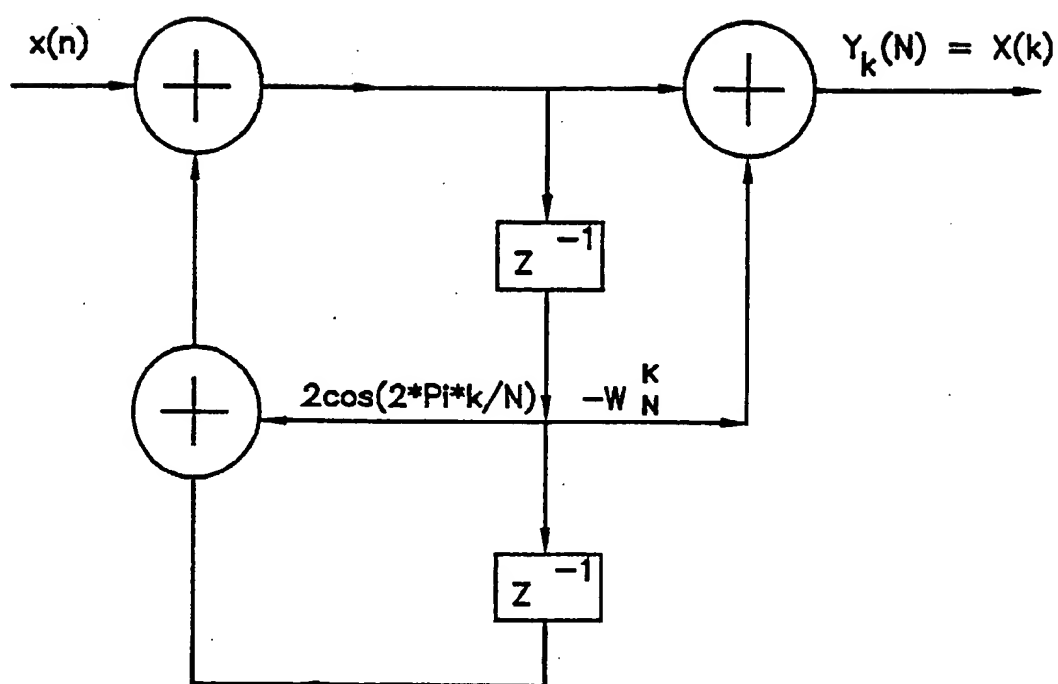 x(n)
Y_k(N) = X(k)
Z^-1
2cos(2*Pi*k/N)
-W_N^K
Z^-1